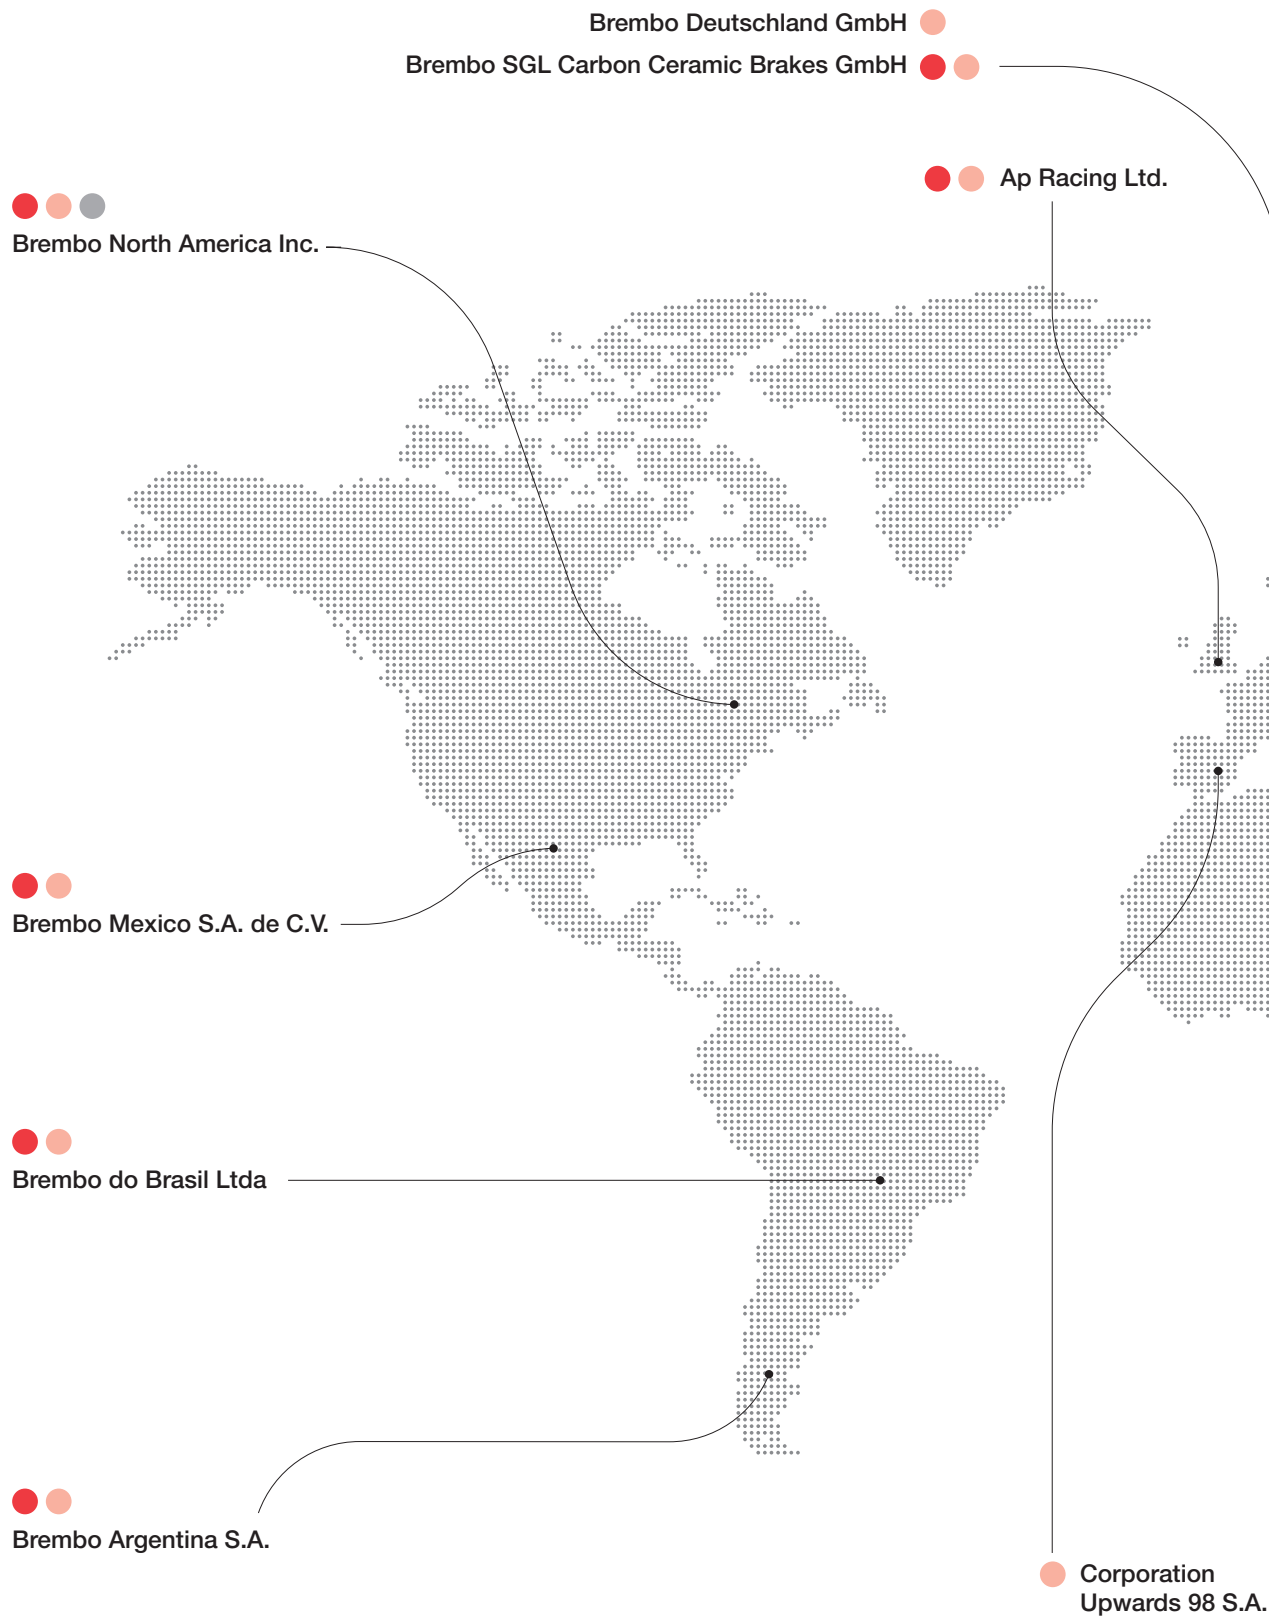 Brembo Deutschland GmbH
Brembo SGL Carbon Ceramic Brakes GmbH
Ap Racing Ltd.
Brembo North America Inc.
Brembo Mexico S.A. de C.V.
Brembo do Brasil Ltda
Brembo Argentina S.A.
Corporation
Upwards 98 S.A.